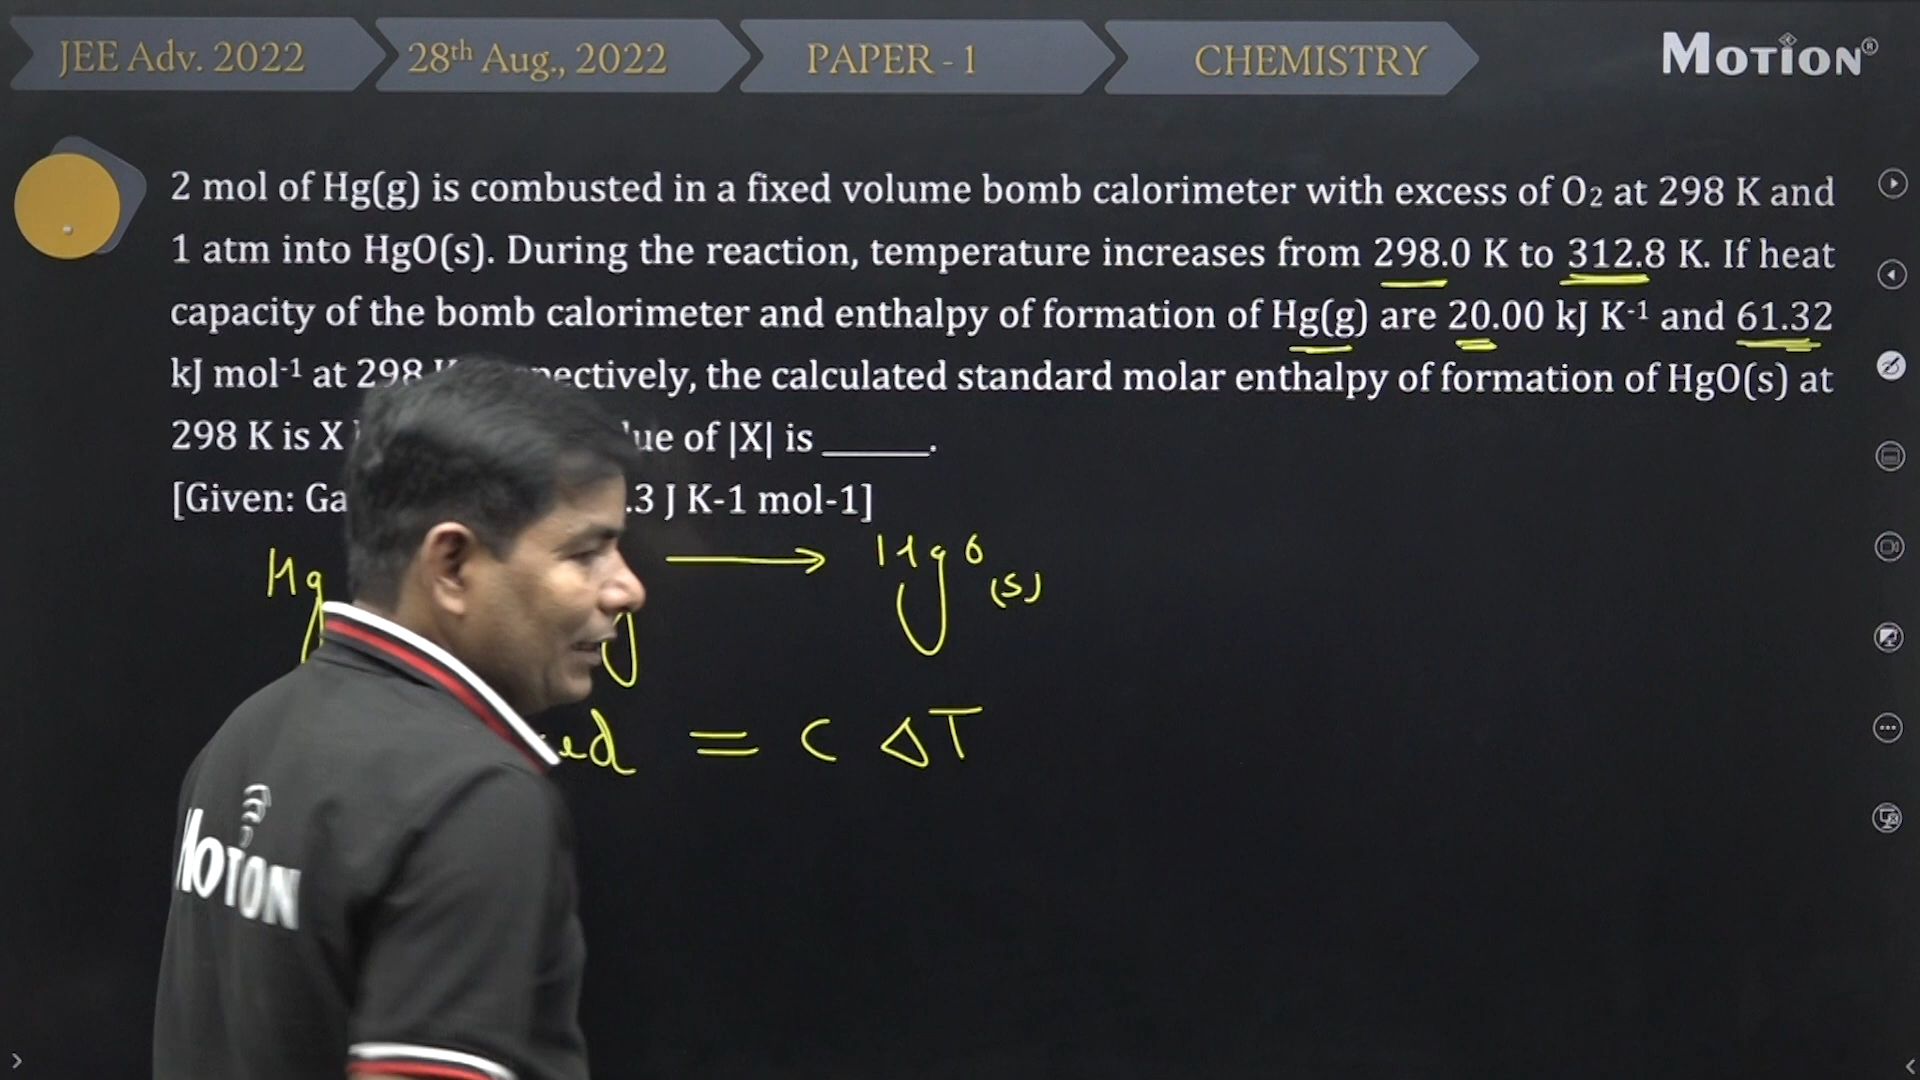 JEE Adv. 2022 28th Aug., 2022 PAPER - 1 CHEMISTRY MOTION®
2 mol of Hg(g) is combusted in a fixed volume bomb calorimeter with excess of O2 at 298 K and
1 atm into HgO(s). During the reaction, temperature increases from 298.0 K to 312.8 K. If heat
capacity of the bomb calorimeter and enthalpy of formation of Hg(g) are 20.00 kJ K-1 and 61.32
kJ mol-1 at 298 the calculated standard molar enthalpy of formation of HgO(s) at
298 K is X of |X| is ______.
[Given: .3 J K-1 mol-1]
Hg → HgO (s)
= C ΔT
MOTION